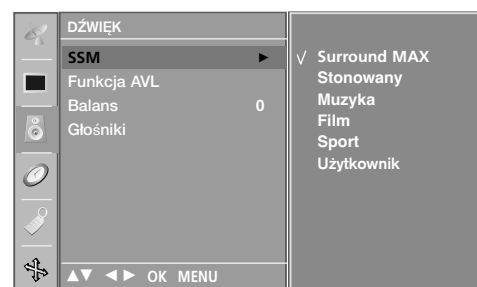 DŹWIĘK
SSM ►
Funkcja AVL
Balans 0
Głośniki
▲▼ ◄► OK MENU
√ Surround MAX
Stonowany
Muzyka
Film
Sport
Użytkownik